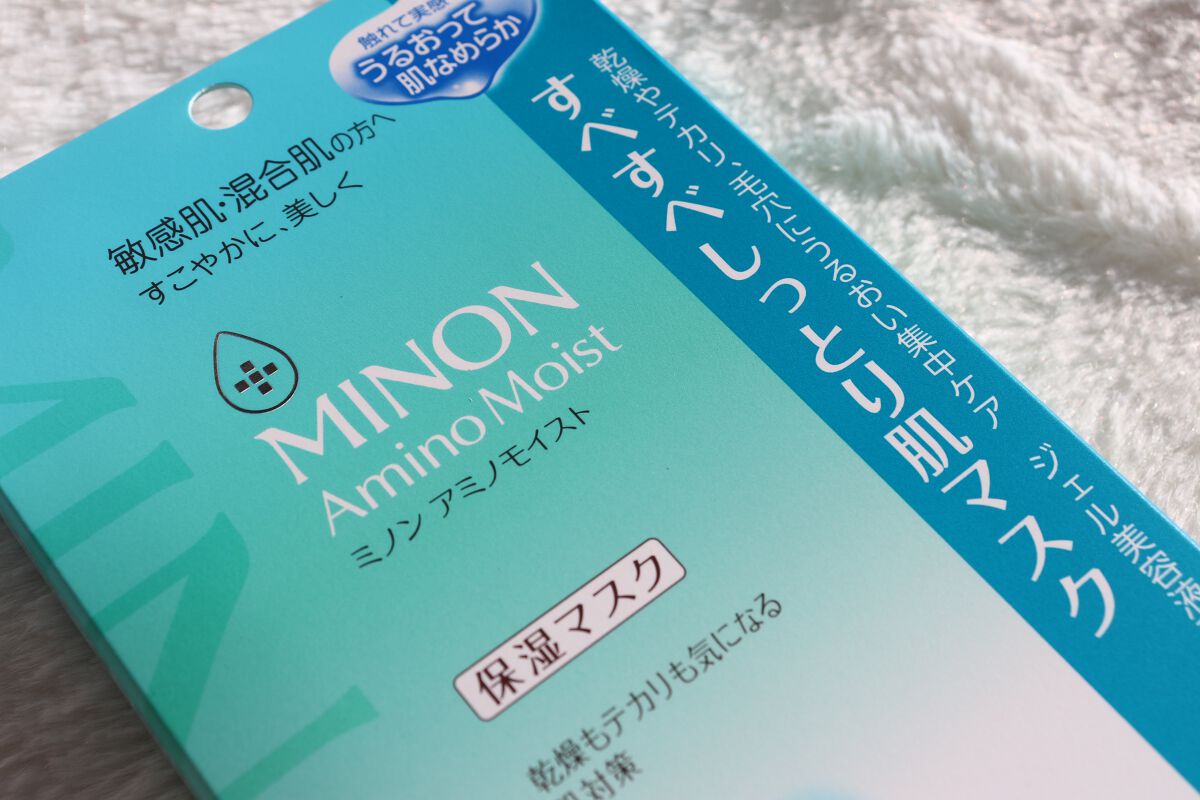 触れて実感
うるおって
肌なめらか
敏感肌・混合肌の方へ
すこやかに、美しく
MINON
Amino Moist
ミノン アミノモイスト
保湿マスク
乾燥もテカリも気になる
肌対策
乾燥やテカリ、毛穴にうるおい集中ケア ジェル美容液
すべすべしっとり肌マスク